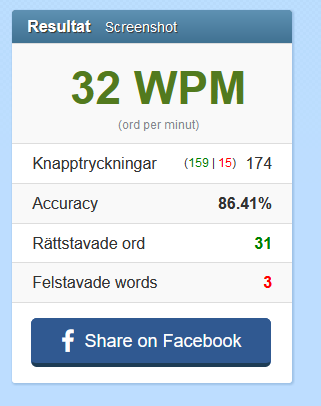 Resultat Screenshot
32 WPM
(ord per minut)
Knapptryckningar (159 | 15) 174
Accuracy 86.41%
Rättstavade ord 31
Felstavade words 3
Share on Facebook